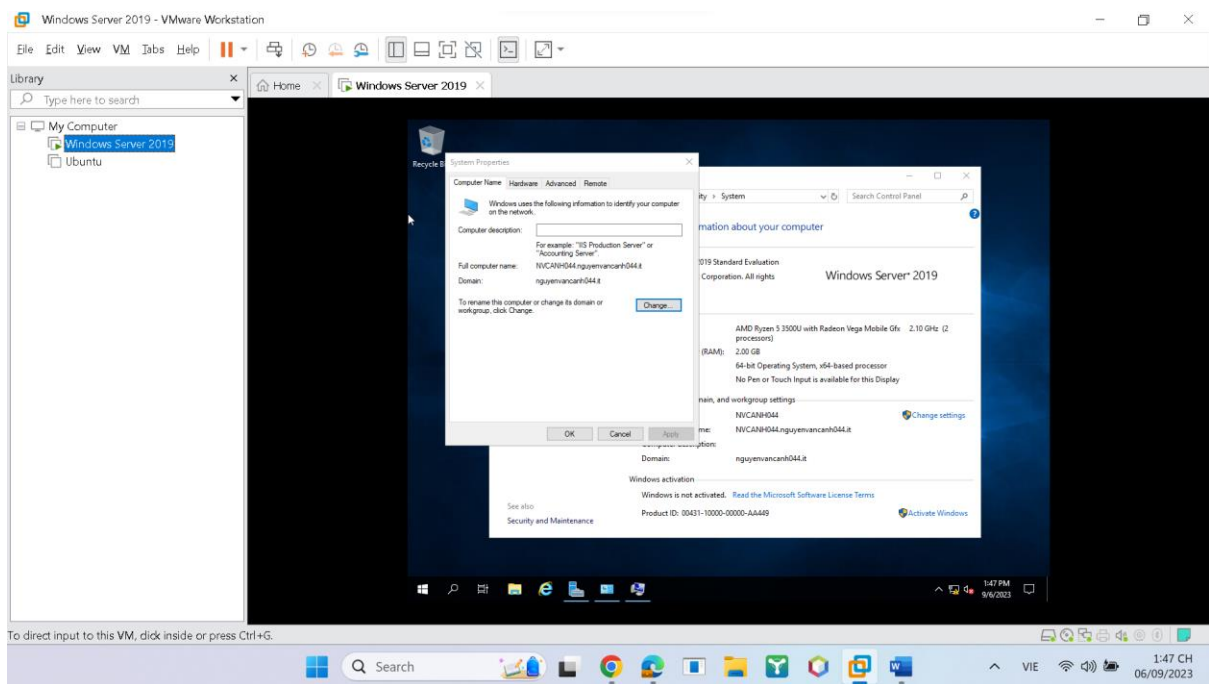 Windows Server 2019 - VMware Workstation
File Edit View VM Tabs Help
Library
Type here to search
My Computer
Windows Server 2019
Ubuntu
Home
Windows Server 2019
Recycle B
System Properties
Computer Name Hardware Advanced Remote
Windows uses the following information to identify your computer
on the network.
Computer description:
For example: "IIS Production Server" or
"Accounting Server".
Full computer name: NVCANH044.nguyenvancanh044.it
Domain: nguyenvancanh044.it
To rename this computer or change its domain or
workgroup, click Change.
Change...
OK Cancel Apply
ity › System
Search Control Panel
mation about your computer
019 Standard Evaluation
Corporation. All rights
Windows Server 2019
AMD Ryzen 5 3500U with Radeon Vega Mobile Gfx 2.10 GHz (2
processors)
(RAM): 2.00 GB
64-bit Operating System, x64-based processor
No Pen or Touch Input is available for this Display
main, and workgroup settings
NVCANH044
Change settings
me: NVCANH044.nguyenvancanh044.it
Domain: nguyenvancanh044.it
Windows activation
Windows is not activated. Read the Microsoft Software License Terms
Product ID: 00431-10000-00000-AA449
Activate Windows
See also
Security and Maintenance
1:47 PM
9/6/2023
To direct input to this VM, click inside or press Ctrl+G.
Search
VIE
1:47 CH
06/09/2023